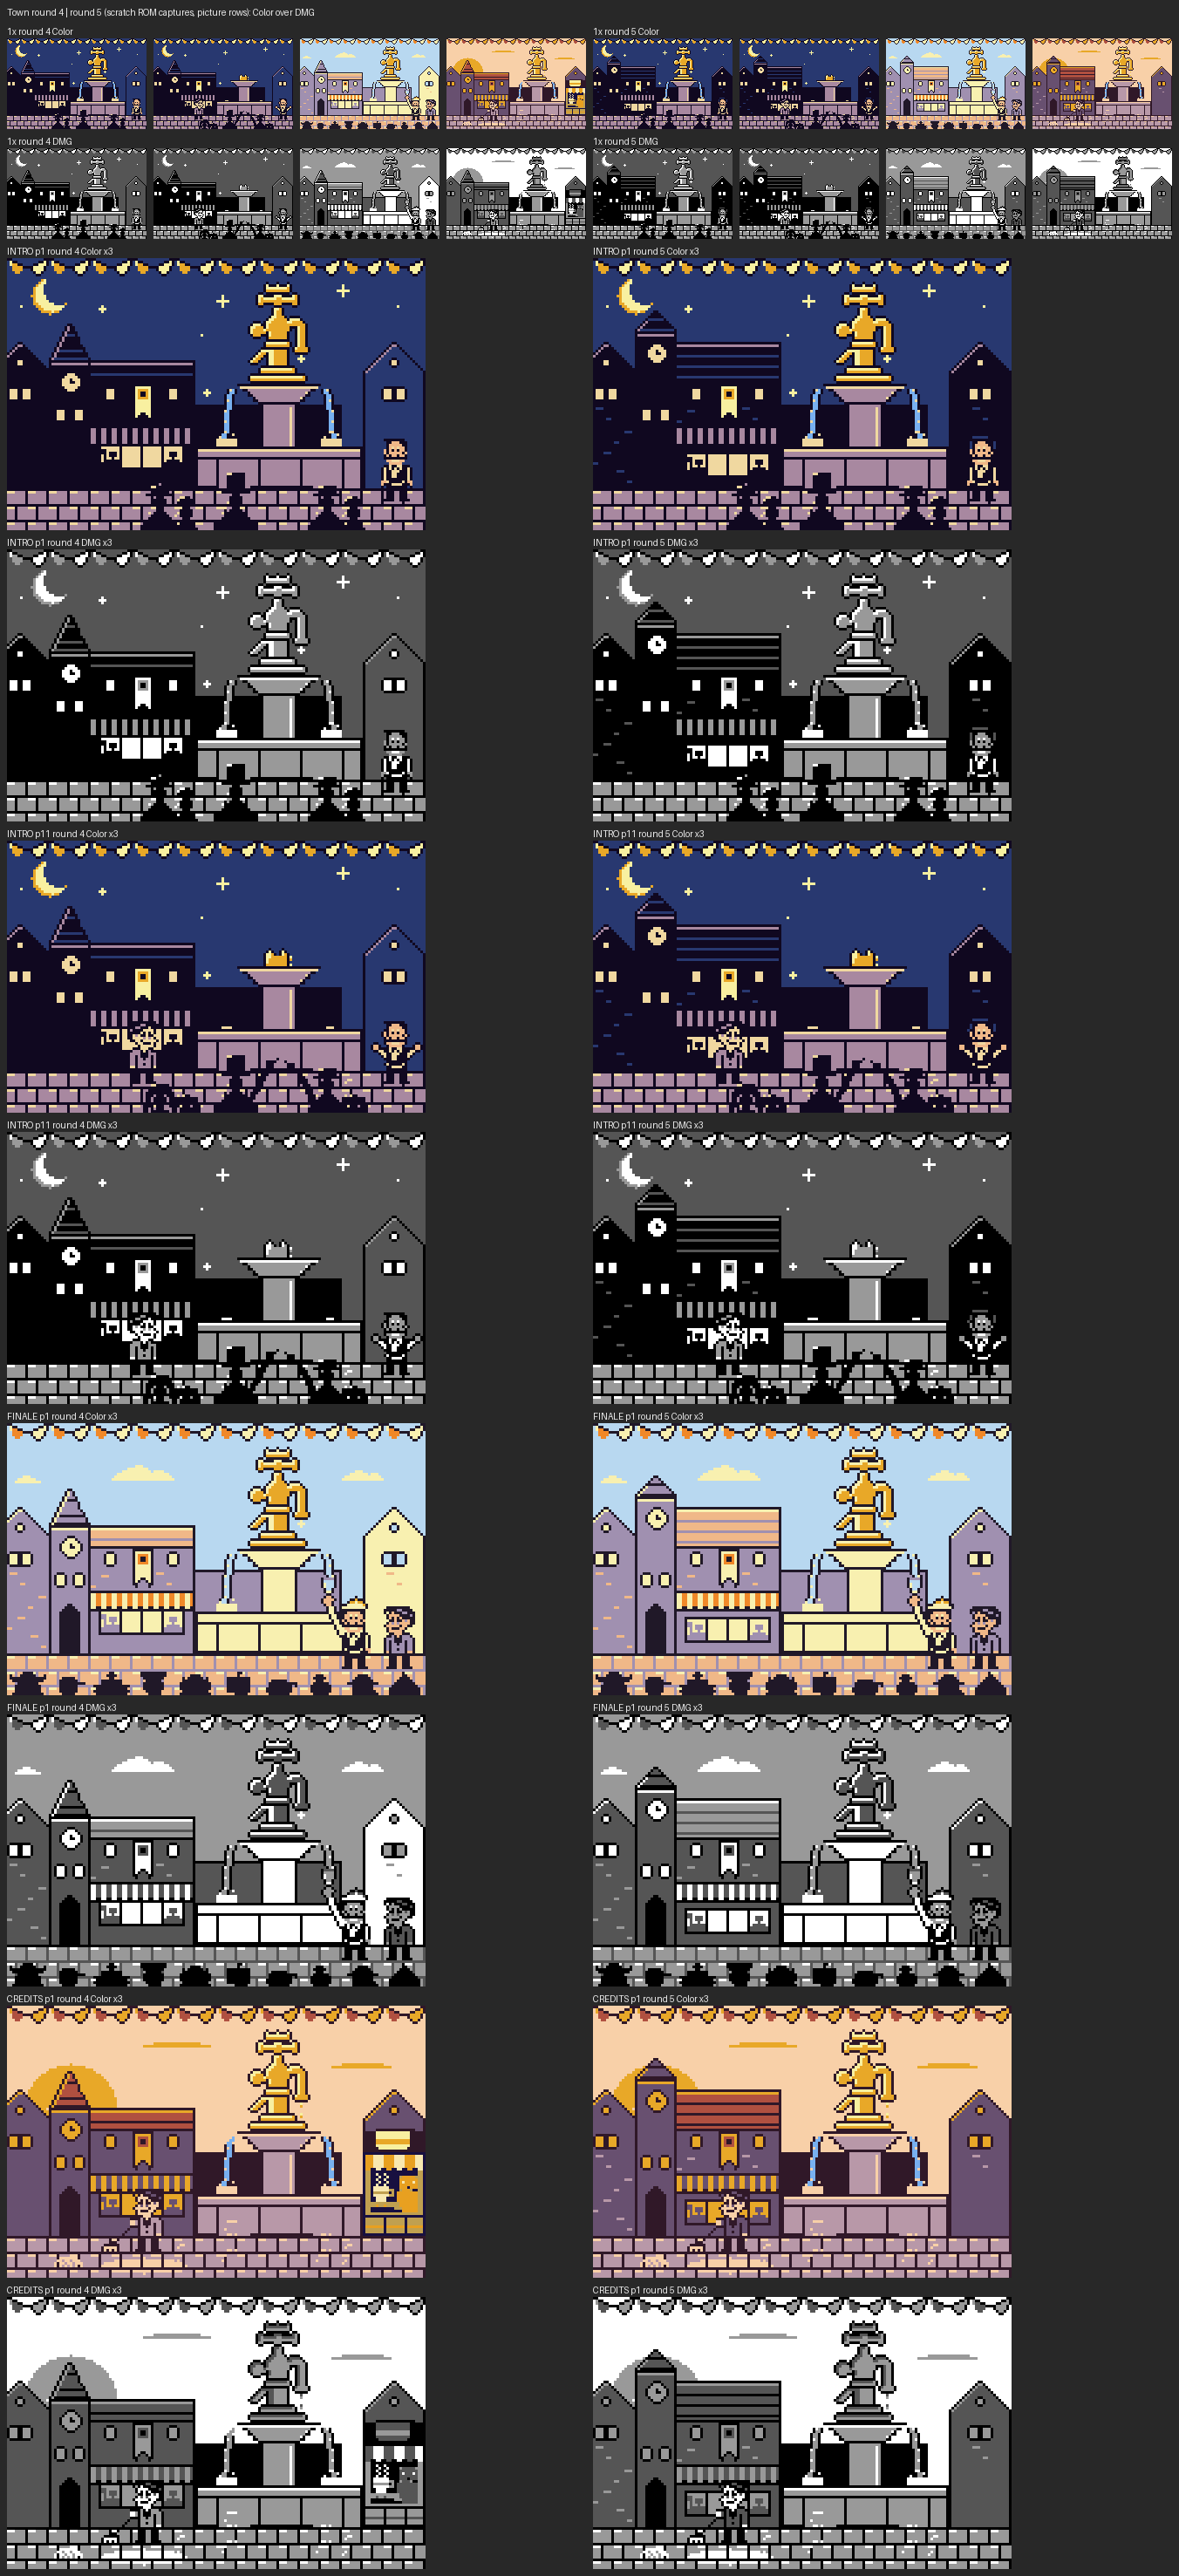 Town round 4 | round 5 (scratch ROM captures, picture rows): Color over DMG
1x round 4 Color
1x round 5 Color
1x round 4 DMG
1x round 5 DMG
INTRO p1 round 4 Color x3
INTRO p1 round 5 Color x3
INTRO p1 round 4 DMG x3
INTRO p1 round 5 DMG x3
INTRO p11 round 4 Color x3
INTRO p11 round 5 Color x3
INTRO p11 round 4 DMG x3
INTRO p11 round 5 DMG x3
FINALE p1 round 4 Color x3
FINALE p1 round 5 Color x3
FINALE p1 round 4 DMG x3
FINALE p1 round 5 DMG x3
CREDITS p1 round 4 Color x3
CREDITS p1 round 5 Color x3
CREDITS p1 round 4 DMG x3
CREDITS p1 round 5 DMG x3